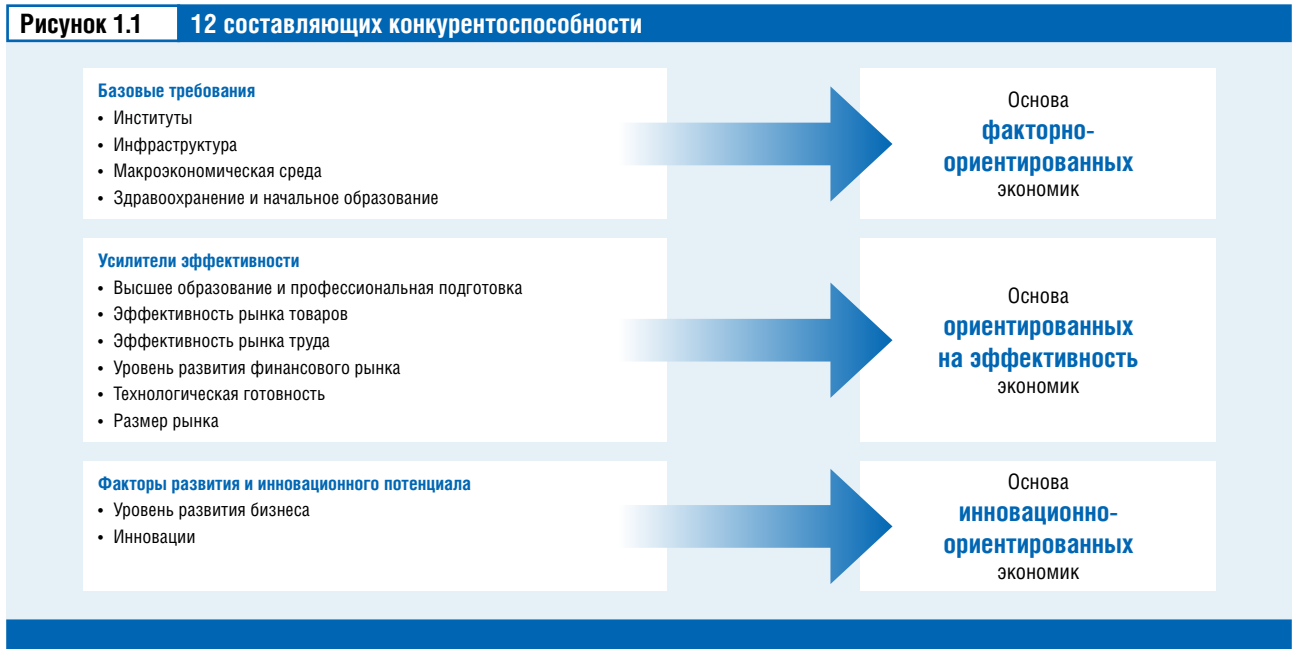 Рисунок 1.1 12 составляющих конкурентоспособности
Базовые требования
• Институты
• Инфраструктура
• Макроэкономическая среда
• Здравоохранение и начальное образование
Основа
факторно-
ориентированных
экономик
Усилители эффективности
• Высшее образование и профессиональная подготовка
• Эффективность рынка товаров
• Эффективность рынка труда
• Уровень развития финансового рынка
• Технологическая готовность
• Размер рынка
Основа
ориентированных
на эффективность
экономик
Факторы развития и инновационного потенциала
• Уровень развития бизнеса
• Инновации
Основа
инновационно-
ориентированных
экономик